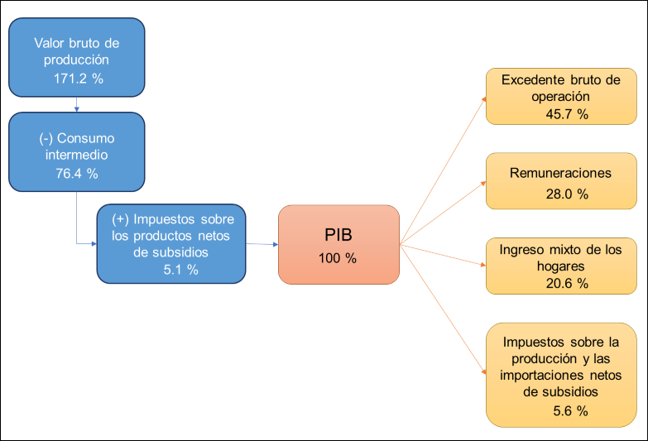 Valor bruto de
producción
171.2 %
(-) Consumo
intermedio
76.4 %
(+) Impuestos sobre
los productos netos
de subsidios
5.1 %
PIB
100 %
Excedente bruto de
operación
45.7 %
Remuneraciones
28.0 %
Ingreso mixto de los
hogares
20.6 %
Impuestos sobre la
producción y las
importaciones netos
de subsidios
5.6 %